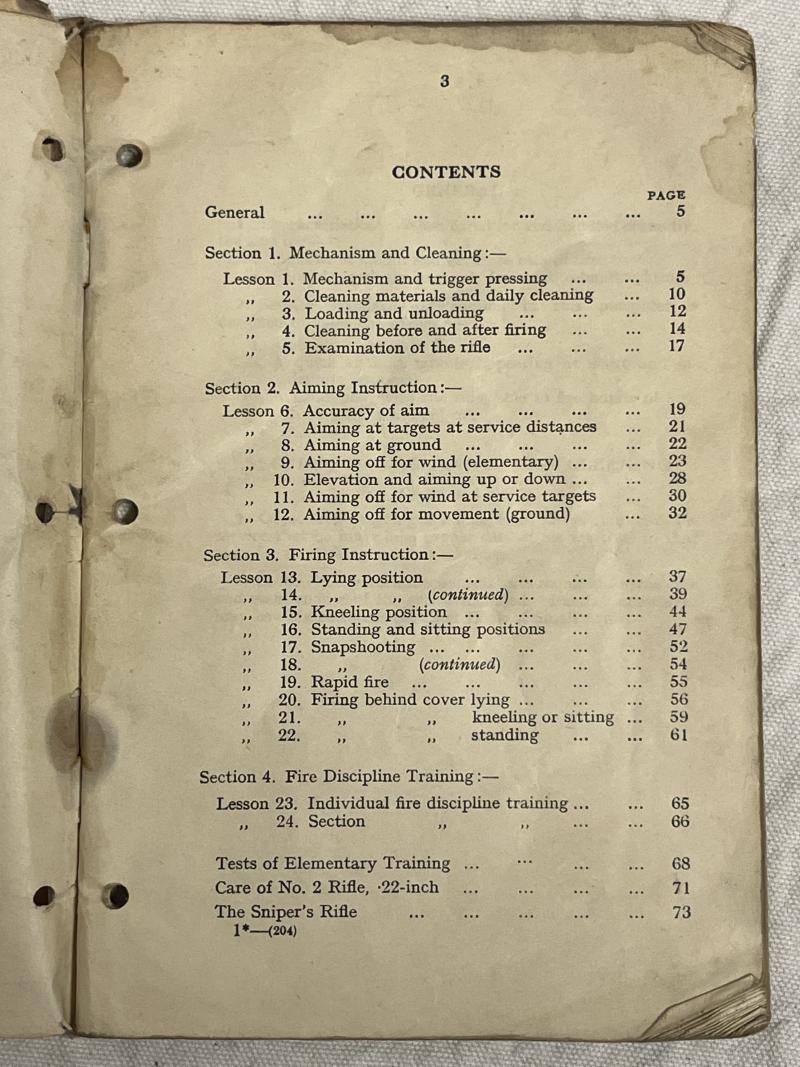 3
CONTENTS
PAGE
General ... ... ... ... ... ... ... 5
Section 1. Mechanism and Cleaning:—
Lesson 1. Mechanism and trigger pressing ... ... 5
,, 2. Cleaning materials and daily cleaning ... 10
,, 3. Loading and unloading ... ... ... 12
,, 4. Cleaning before and after firing ... ... 14
,, 5. Examination of the rifle ... ... ... 17
Section 2. Aiming Instruction:—
Lesson 6. Accuracy of aim ... ... ... ... 19
,, 7. Aiming at targets at service distances ... 21
,, 8. Aiming at ground ... ... ... ... 22
,, 9. Aiming off for wind (elementary) ... ... 23
,, 10. Elevation and aiming up or down ... ... 28
,, 11. Aiming off for wind at service targets ... 30
,, 12. Aiming off for movement (ground) ... 32
Section 3. Firing Instruction:—
Lesson 13. Lying position ... ... ... ... 37
,, 14. ,, ,, (continued) ... ... ... 39
,, 15. Kneeling position ... ... ... ... 44
,, 16. Standing and sitting positions ... ... 47
,, 17. Snapshooting ... ... ... ... ... 52
,, 18. ,, (continued) ... ... ... 54
,, 19. Rapid fire ... ... ... ... ... 55
,, 20. Firing behind cover lying ... ... ... 56
,, 21. ,, ,, kneeling or sitting ... 59
,, 22. ,, ,, standing ... ... 61
Section 4. Fire Discipline Training:—
Lesson 23. Individual fire discipline training ... ... 65
,, 24. Section ,, ,, ... ... 66
Tests of Elementary Training ... ... ... ... 68
Care of No. 2 Rifle, ·22-inch ... ... ... ... 71
The Sniper's Rifle ... ... ... ... ... 73
1*—(204)